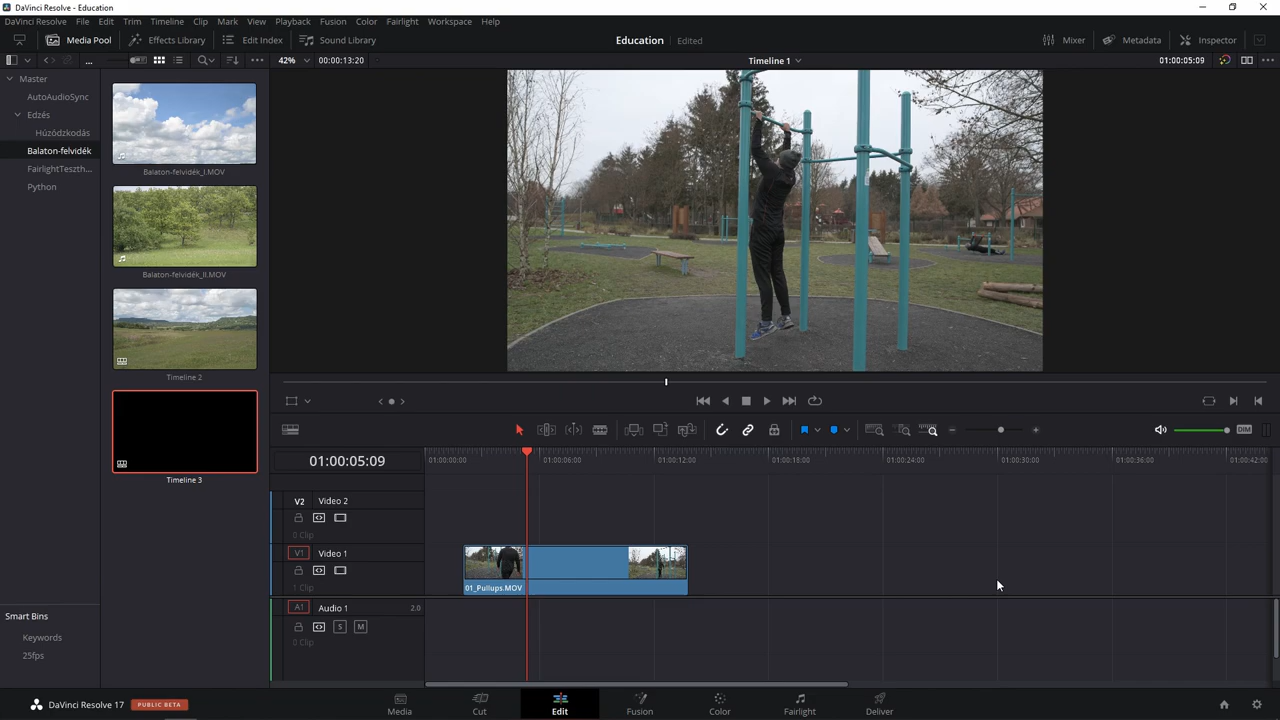 DaVinci Resolve - Education
DaVinci Resolve File Edit Trim Timeline Clip Mark View Playback Fusion Color Fairlight Workspace Help
Media Pool Effects Library Edit Index Sound Library Education Edited Mixer Metadata Inspector
... 42% 00:00:13:20 Timeline 1 01:00:05:09
Master
AutoAudioSync
Edzés
Húzódzkodás
Balaton-felvidék
FairlightTeszth...
Python
Balaton-felvidék_I.MOV
Balaton-felvidék_II.MOV
Timeline 2
Timeline 3
DIM
01:00:05:09
01:00:00:00 01:00:06:00 01:00:12:00 01:00:18:00 01:00:24:00 01:00:30:00 01:00:36:00 01:00:42:00
V2 Video 2
0 Clip
V1 Video 1
1 Clip
01_Pullups.MOV
A1 Audio 1 2.0
S M
0 Clip
Smart Bins
Keywords
25fps
DaVinci Resolve 17 PUBLIC BETA
Media Cut Edit Fusion Color Fairlight Deliver